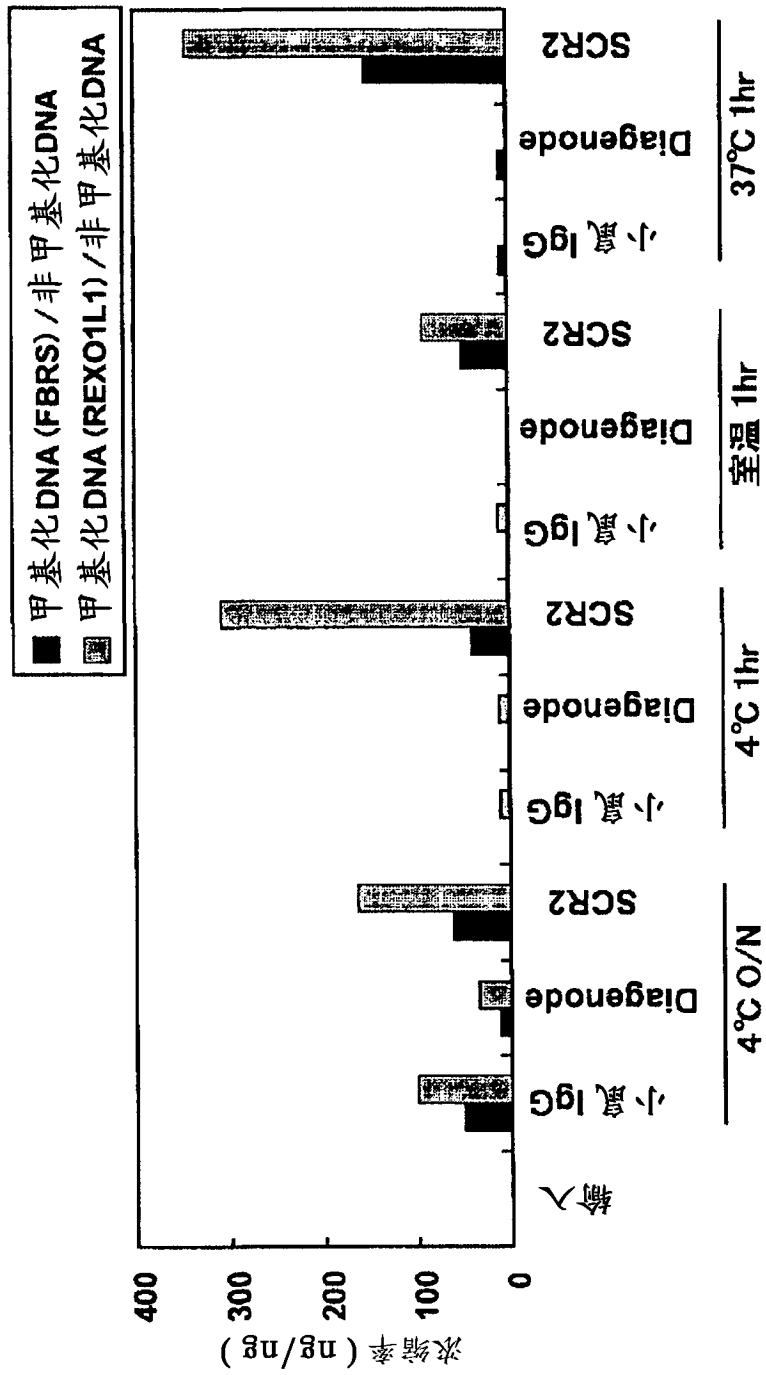 甲基化DNA (FBRS) / 非甲基化DNA
甲基化DNA (REXO1L1) / 非甲基化DNA
浓缩率 (ng/ng)
400
300
200
100
0
输入
小鼠 IgG
Diagenode
SCR2
小鼠 IgG
Diagenode
SCR2
小鼠 IgG
Diagenode
SCR2
小鼠 IgG
Diagenode
SCR2
4℃ O/N
4℃ 1hr
室温 1hr
37℃ 1hr